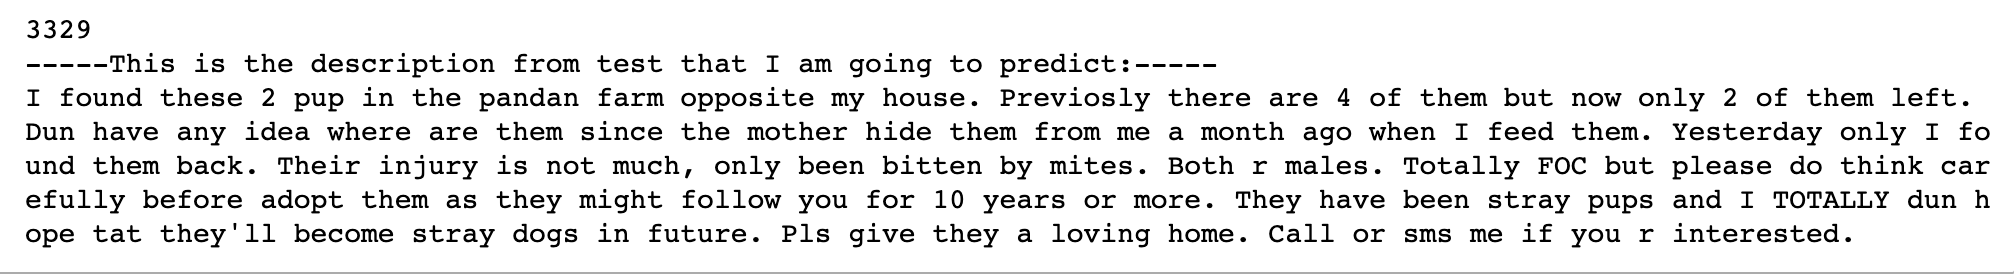 3329
-----This is the description from test that I am going to predict:-----
I found these 2 pup in the pandan farm opposite my house. Previosly there are 4 of them but now only 2 of them left.
Dun have any idea where are them since the mother hide them from me a month ago when I feed them. Yesterday only I fo
und them back. Their injury is not much, only been bitten by mites. Both r males. Totally FOC but please do think car
efully before adopt them as they might follow you for 10 years or more. They have been stray pups and I TOTALLY dun h
ope tat they'll become stray dogs in future. Pls give they a loving home. Call or sms me if you r interested.